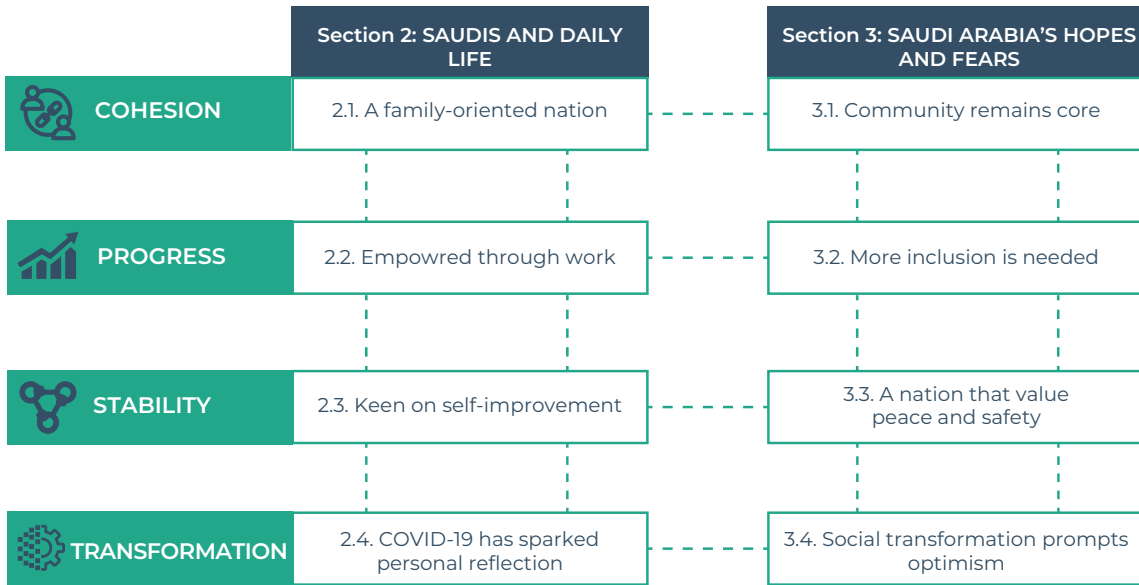 Section 2: SAUDIS AND DAILY
LIFE
Section 3: SAUDI ARABIA’S HOPES
AND FEARS
COHESION
2.1. A family-oriented nation
3.1. Community remains core
PROGRESS
2.2. Empowred through work
3.2. More inclusion is needed
STABILITY
2.3. Keen on self-improvement
3.3. A nation that value
peace and safety
TRANSFORMATION
2.4. COVID-19 has sparked
personal reflection
3.4. Social transformation prompts
optimism